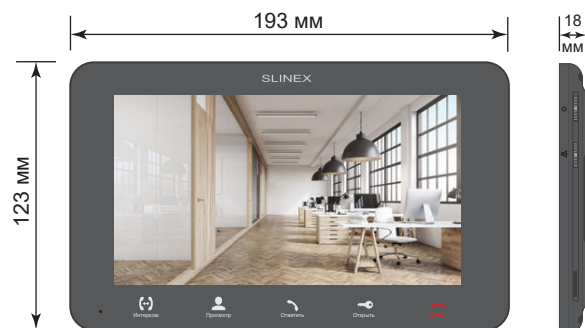 193 мм
18
мм
SLINEX
123 мм
Интерком Просмотр Ответить Открыть